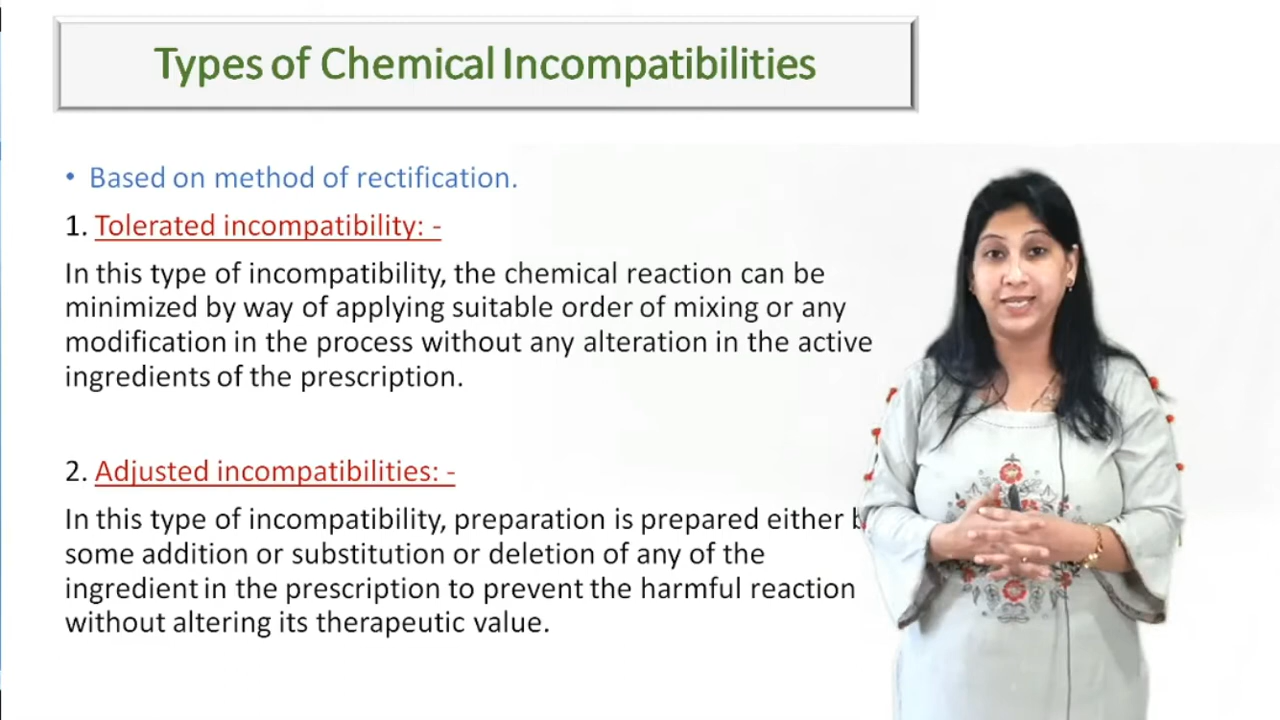 Types of Chemical Incompatibilities
• Based on method of rectification.
1. Tolerated incompatibility: -
In this type of incompatibility, the chemical reaction can be
minimized by way of applying suitable order of mixing or any
modification in the process without any alteration in the active
ingredients of the prescription.
2. Adjusted incompatibilities: -
In this type of incompatibility, preparation is prepared either
some addition or substitution or deletion of any of the
ingredient in the prescription to prevent the harmful reaction
without altering its therapeutic value.